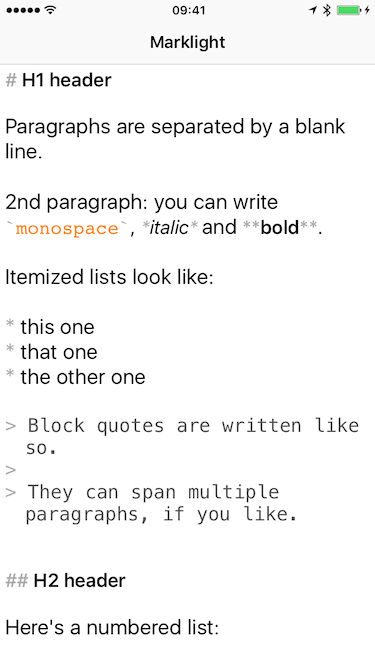 09:41
Marklight
# H1 header
Paragraphs are separated by a blank
line.
2nd paragraph: you can write
`monospace`, *italic* and **bold**.
Itemized lists look like:
* this one
* that one
* the other one
> Block quotes are written like
so.
>
> They can span multiple
paragraphs, if you like.
## H2 header
Here's a numbered list: